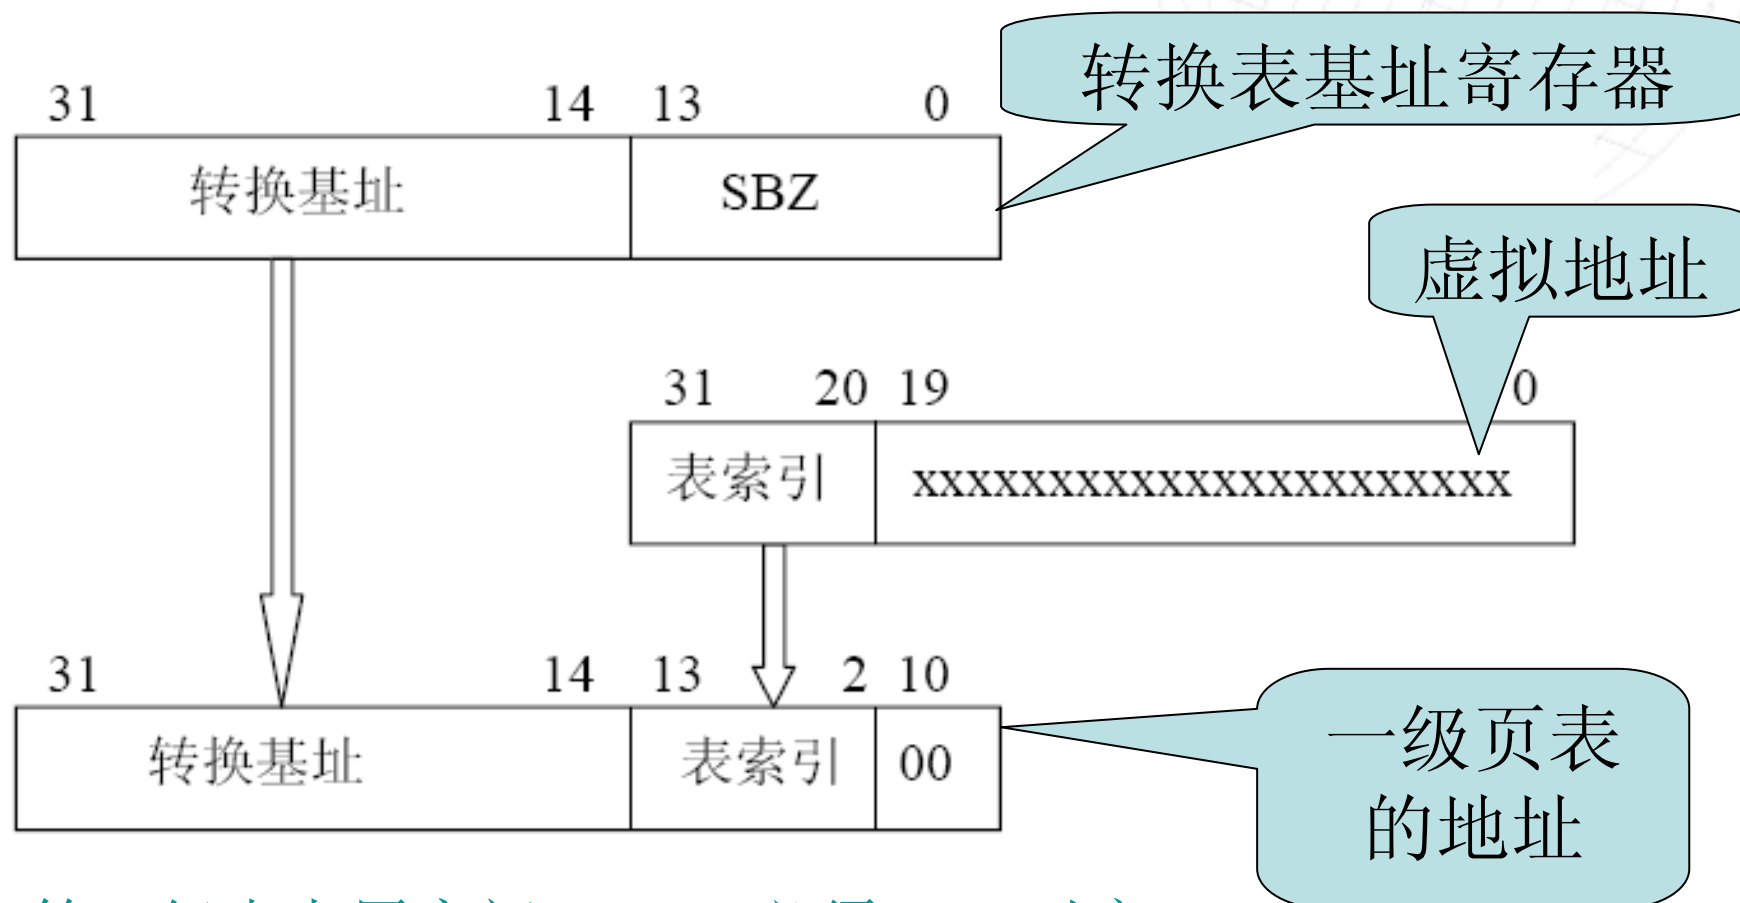 转换表基址寄存器
31 14 13 0
转换基址 SBZ
虚拟地址
31 20 19 0
表索引 xxxxxxxxxxxxxxxxxxxxxx
31 14 13 2 10
转换基址 表索引 00
一级页表
的地址